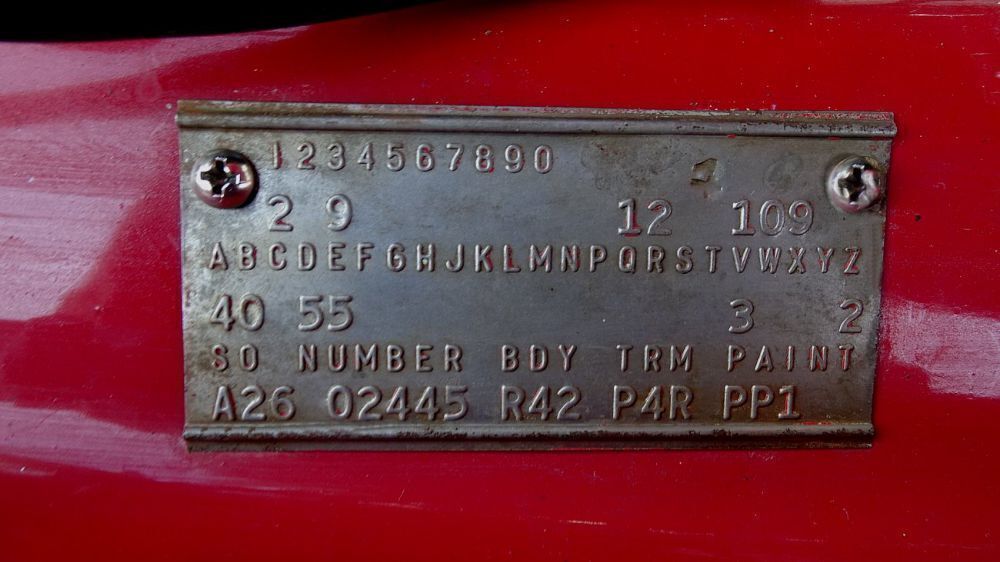 1234567890
2 9 12 109
ABCDEFGHJKLMNPQRSTVWXYZ
40 55 3 2
SO NUMBER BDY TRM PAINT
A26 02445 R42 P4R PP1